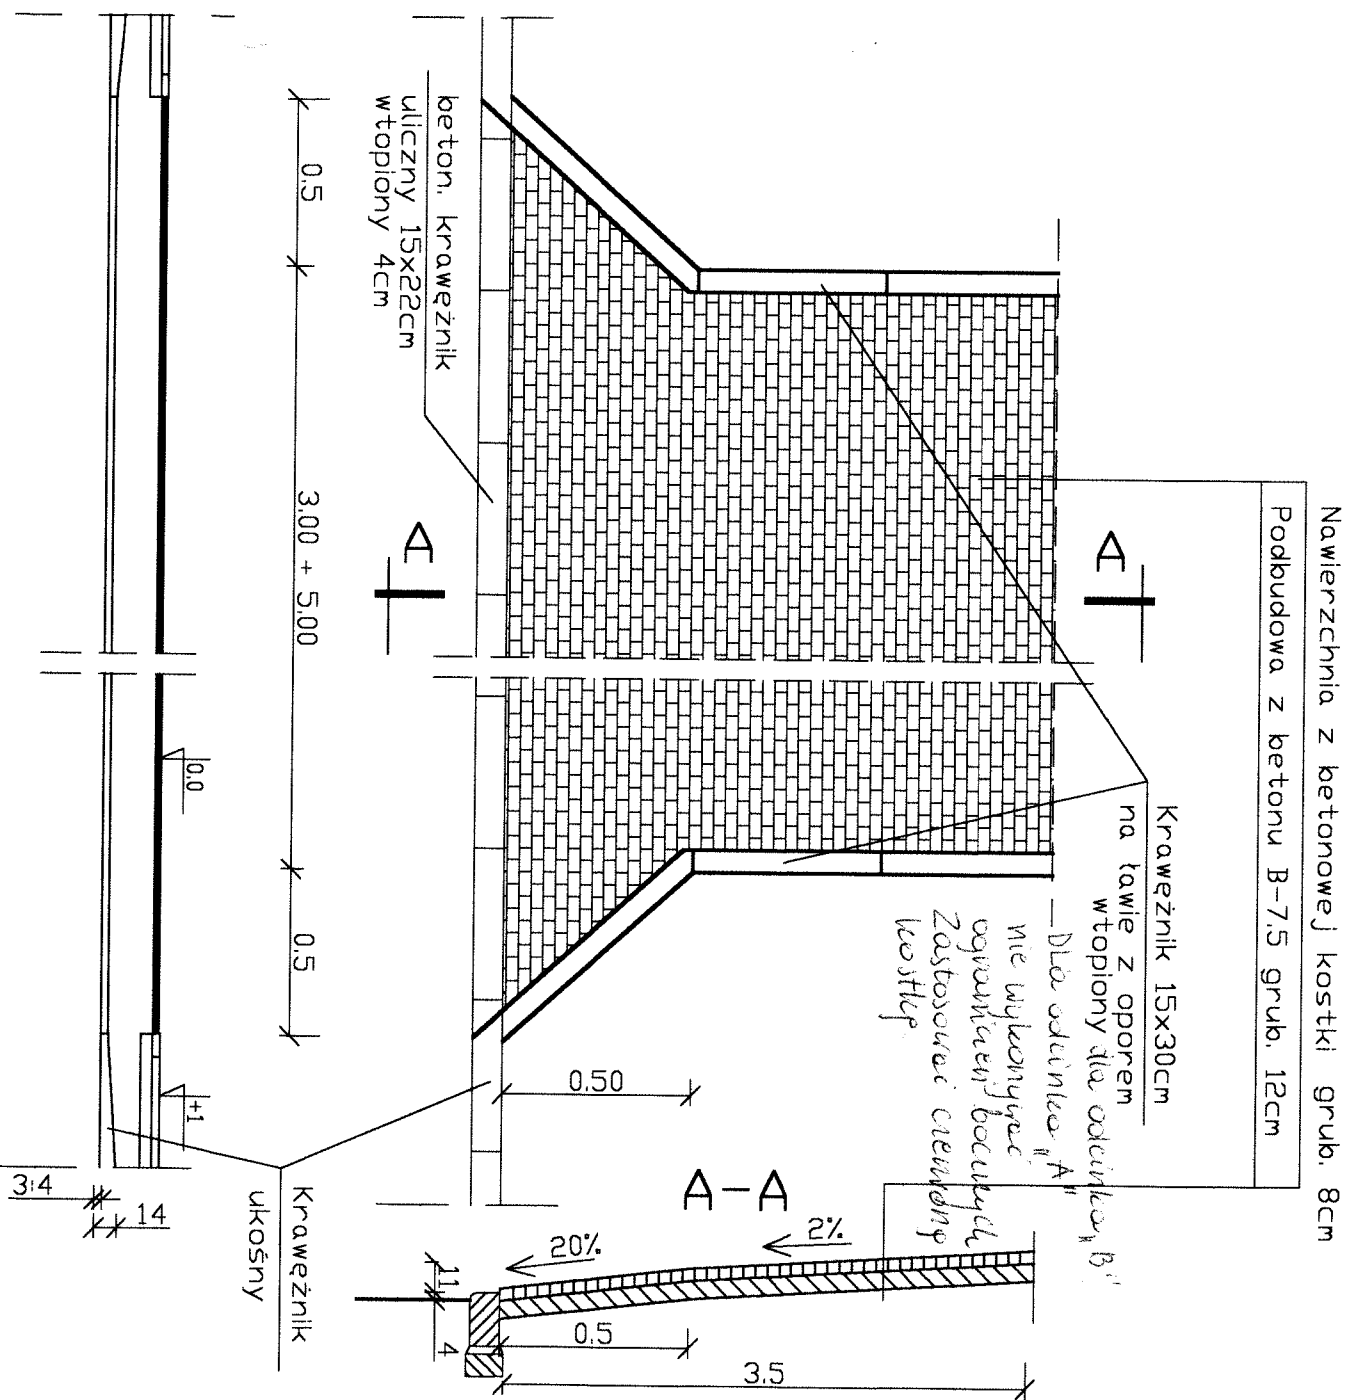 Nawierzchnia z betonowej kostki grub. 8cm
Podbudowa z betonu B-7,5 grub. 12cm
A
A
Krawężnik 15x30cm
na ławie z oporem
wtopiony dla odcinka „B"
— Dla odcinka „A"
nie wykonywać
ograniczeń bocznych
Zastosować czerwoną
kostkę
beton. krawężnik
uliczny 15x22cm
wtopiony 4cm
0.5
3.00 + 5.00
0.5
0.50
0.0
+1
Krawężnik
ukośny
3:4
14
A-A
20%
2%
11
4
0.5
3.5